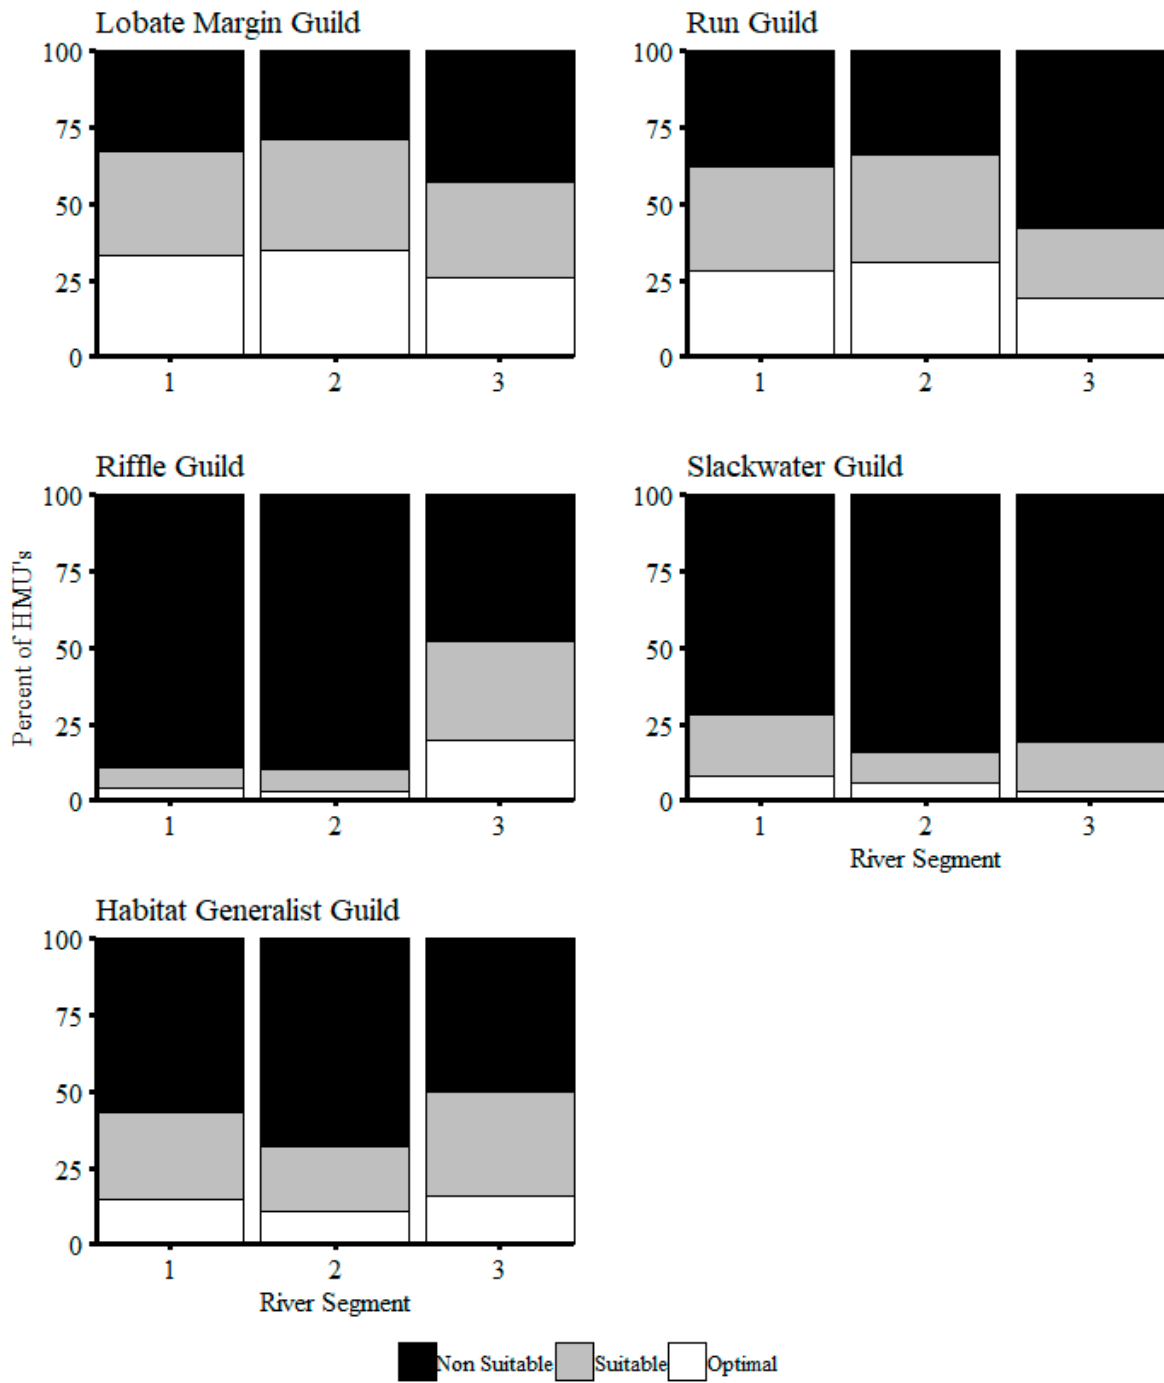 Lobate Margin Guild
100
75
50
25
0
1 2 3
Run Guild
100
75
50
25
0
1 2 3
Percent of HMU's
Riffle Guild
100
75
50
25
0
1 2 3
Slackwater Guild
100
75
50
25
0
1 2 3
River Segment
Habitat Generalist Guild
100
75
50
25
0
1 2 3
River Segment
Non Suitable Suitable Optimal